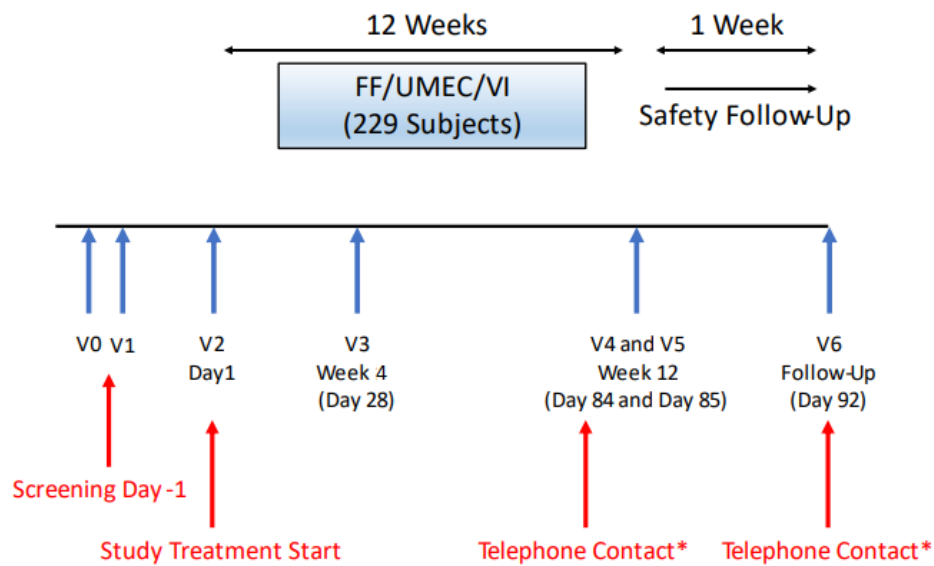 12 Weeks
1 Week
FF/UMEC/VI
(229 Subjects)
Safety Follow-Up
V0 V1
V2
Day1
V3
Week 4
(Day 28)
V4 and V5
Week 12
(Day 84 and Day 85)
V6
Follow-Up
(Day 92)
Screening Day -1
Study Treatment Start
Telephone Contact*
Telephone Contact*